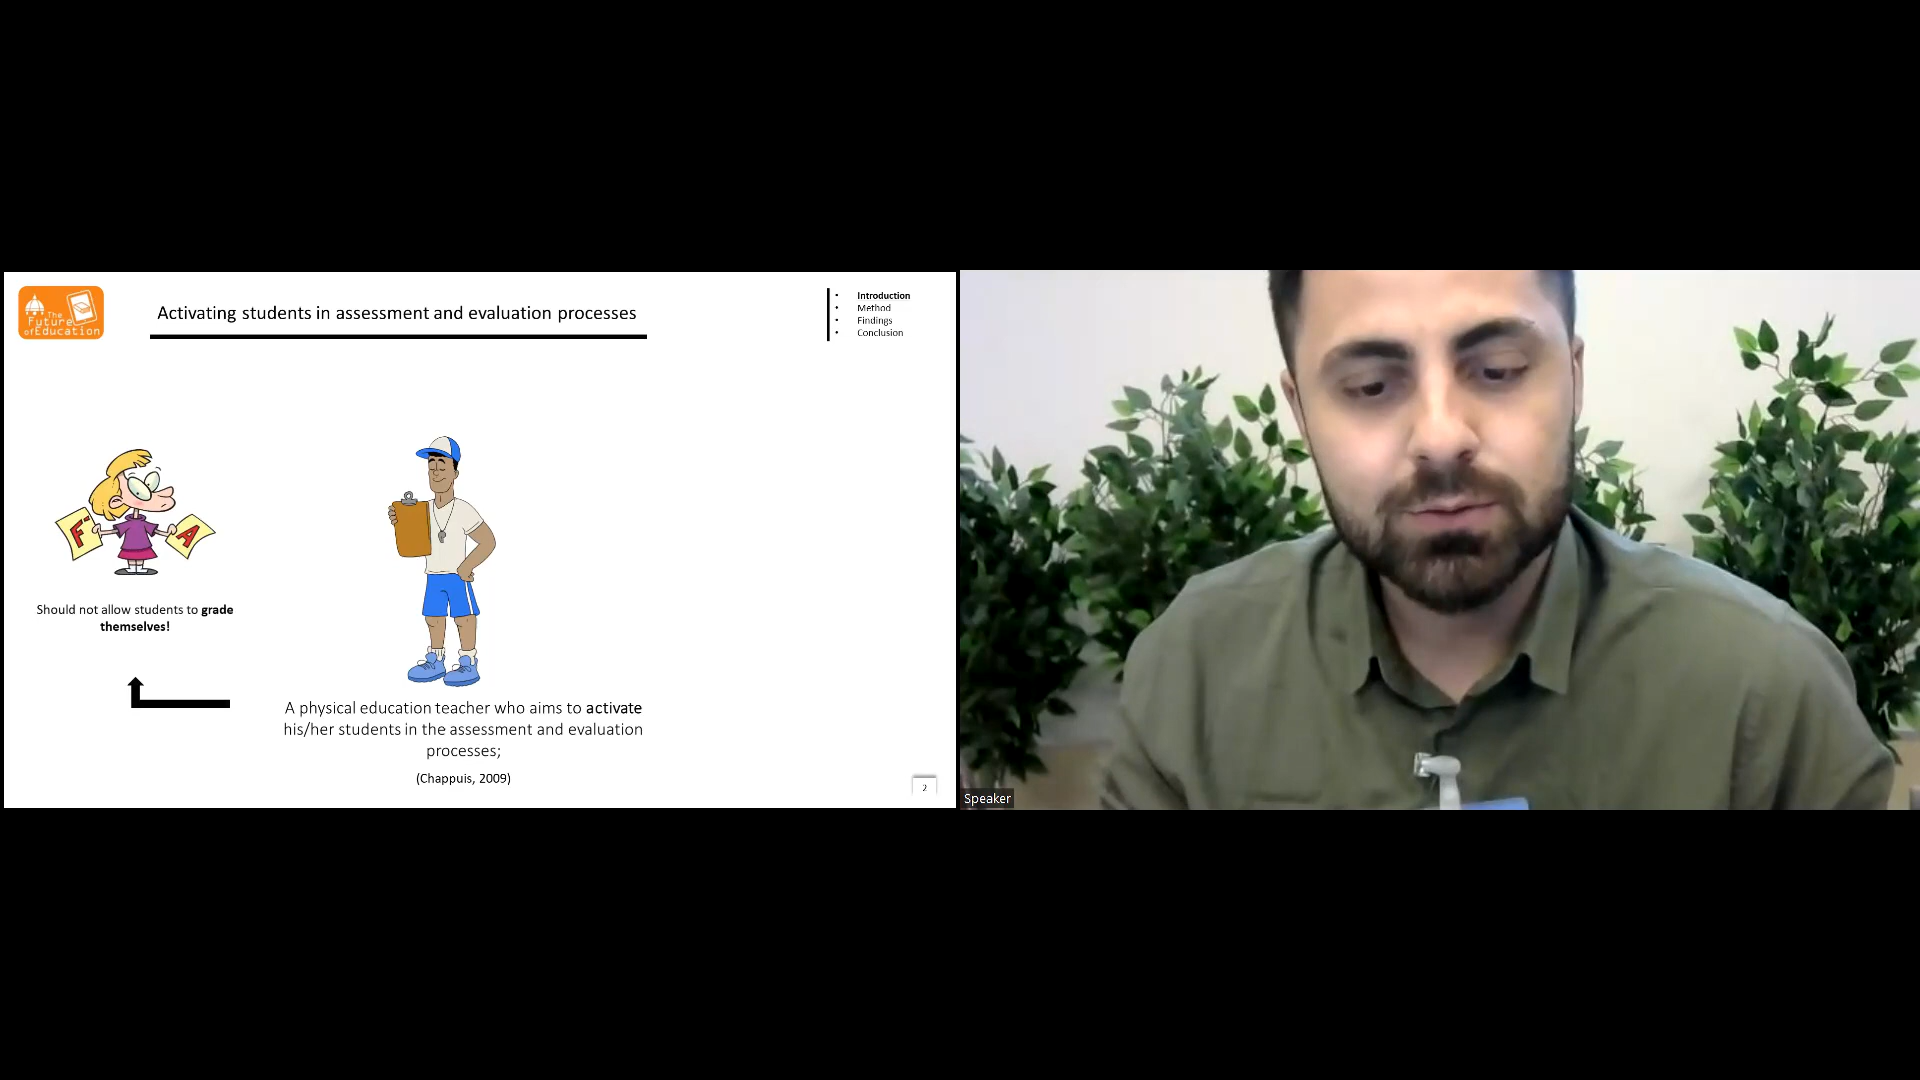 The
Future
of Education
Activating students in assessment and evaluation processes
• Introduction
• Method
• Findings
• Conclusion
F-
A
Should not allow students to grade
themselves!
A physical education teacher who aims to activate
his/her students in the assessment and evaluation
processes;
(Chappuis, 2009)
2
Speaker